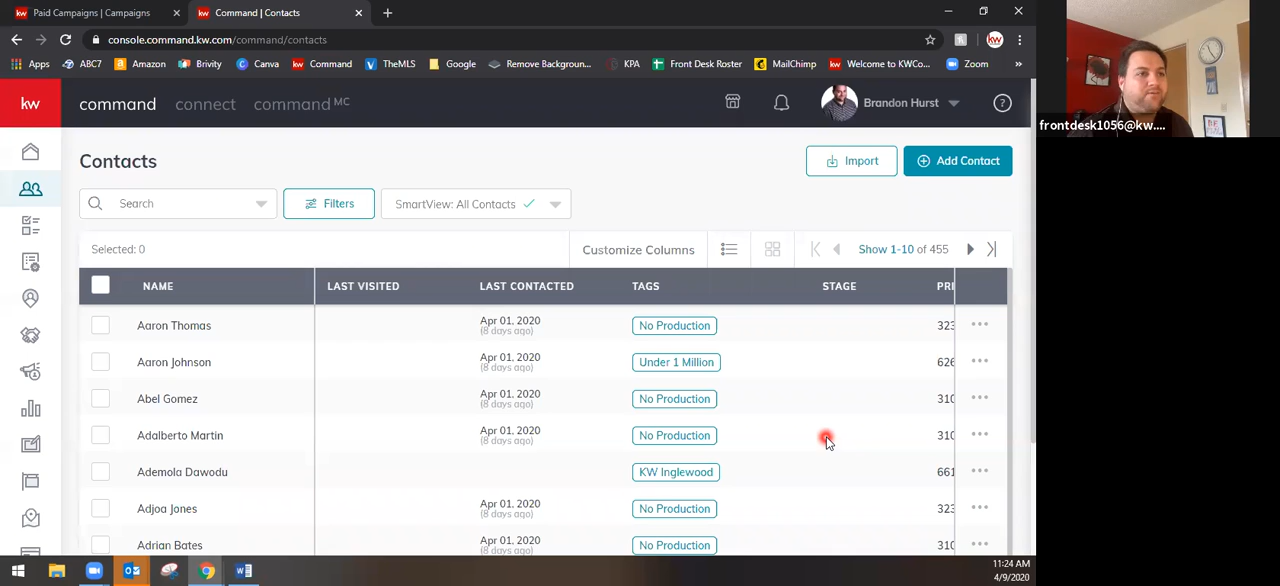 kw Paid Campaigns | Campaigns
kw Command | Contacts
console.command.kw.com/command/contacts
kw
Apps ABC7 Amazon Brivity Canva Command TheMLS Google Remove Backgroun... KPA Front Desk Roster MailChimp Welcome to KWCo... Zoom »
kw command connect command MC Brandon Hurst ?
frontdesk1056@kw....
Contacts
Import Add Contact
Search Filters SmartView: All Contacts
Selected: 0 Customize Columns Show 1-10 of 455
NAME LAST VISITED LAST CONTACTED TAGS STAGE PRI
Aaron Thomas Apr 01, 2020 No Production 323
(8 days ago)
Aaron Johnson Apr 01, 2020 Under 1 Million 626
(8 days ago)
Abel Gomez Apr 01, 2020 No Production 310
(8 days ago)
Adalberto Martin Apr 01, 2020 No Production 310
(8 days ago)
Ademola Dawodu KW Inglewood 661
Adjoa Jones Apr 01, 2020 No Production 323
(8 days ago)
Adrian Bates Apr 01, 2020 No Production 310
(8 days ago)
11:24 AM
4/9/2020